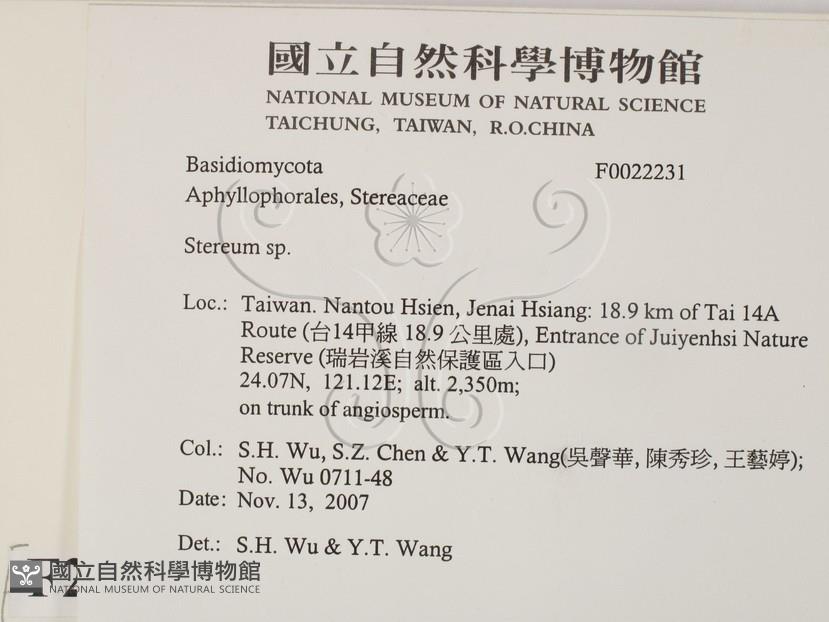 國立自然科學博物館
NATIONAL MUSEUM OF NATURAL SCIENCE
TAICHUNG, TAIWAN, R.O.CHINA
Basidiomycota F0022231
Aphyllophorales, Stereaceae
Stereum sp.
Loc.: Taiwan. Nantou Hsien, Jenai Hsiang: 18.9 km of Tai 14A
Route (台14甲線 18.9 公里處), Entrance of Juiyenhsi Nature
Reserve (瑞岩溪自然保護區入口)
24.07N, 121.12E; alt. 2,350m;
on trunk of angiosperm.
Col.: S.H. Wu, S.Z. Chen & Y.T. Wang(吳聲華, 陳秀珍, 王藝婷);
No. Wu 0711-48
Date: Nov. 13, 2007
Det.: S.H. Wu & Y.T. Wang
國立自然科學博物館
NATIONAL MUSEUM OF NATURAL SCIENCE